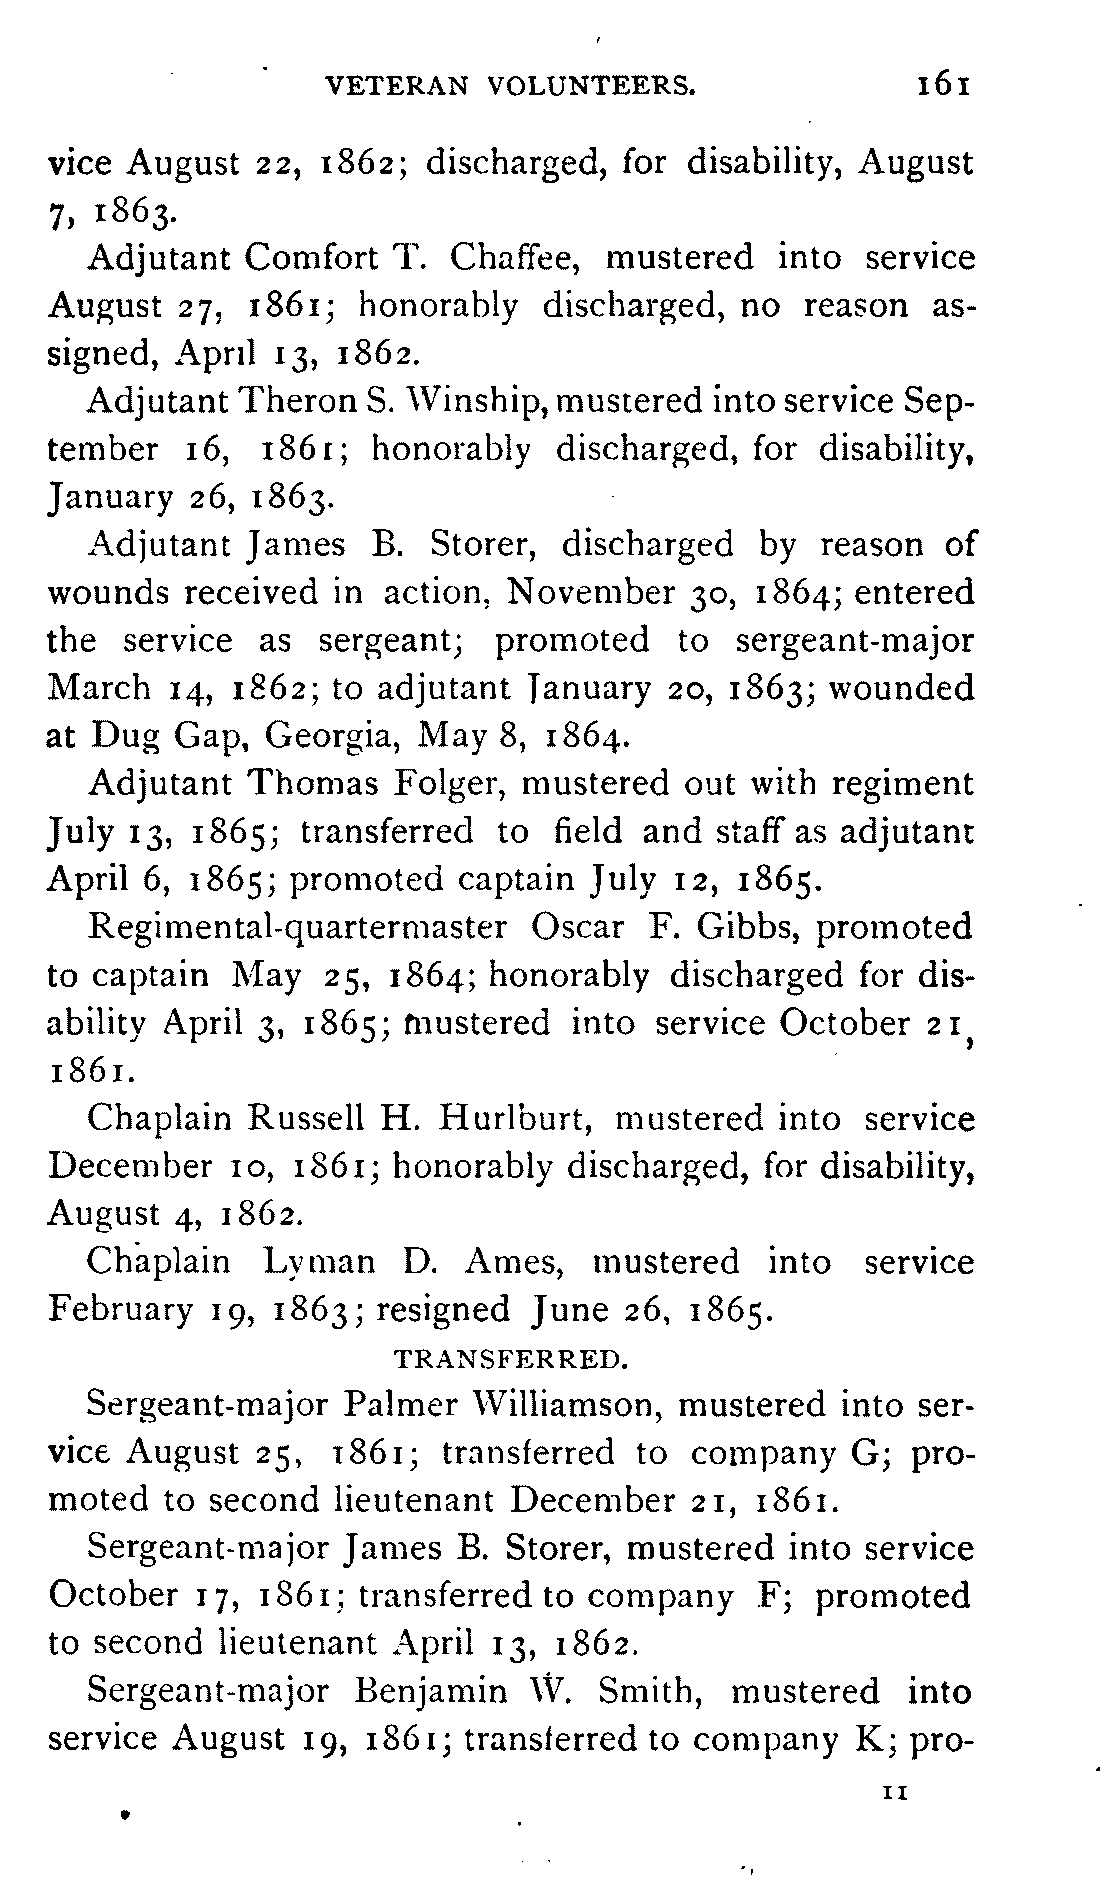 VETERAN VOLUNTEERS. 161
vice August 22, 1862; discharged, for disability, August
7, 1863.
Adjutant Comfort T. Chaffee, mustered into service
August 27, 1861; honorably discharged, no reason as-
signed, April 13, 1862.
Adjutant Theron S. Winship, mustered into service Sep-
tember 16, 1861; honorably discharged, for disability,
January 26, 1863.
Adjutant James B. Storer, discharged by reason of
wounds received in action, November 30, 1864; entered
the service as sergeant; promoted to sergeant-major
March 14, 1862; to adjutant January 20, 1863; wounded
at Dug Gap, Georgia, May 8, 1864.
Adjutant Thomas Folger, mustered out with regiment
July 13, 1865; transferred to field and staff as adjutant
April 6, 1865; promoted captain July 12, 1865.
Regimental-quartermaster Oscar F. Gibbs, promoted
to captain May 25, 1864; honorably discharged for dis-
ability April 3, 1865; mustered into service October 21,
1861.
Chaplain Russell H. Hurlburt, mustered into service
December 10, 1861; honorably discharged, for disability,
August 4, 1862.
Chaplain Lyman D. Ames, mustered into service
February 19, 1863; resigned June 26, 1865.
TRANSFERRED.
Sergeant-major Palmer Williamson, mustered into ser-
vice August 25, 1861; transferred to company G; pro-
moted to second lieutenant December 21, 1861.
Sergeant-major James B. Storer, mustered into service
October 17, 1861; transferred to company F; promoted
to second lieutenant April 13, 1862.
Sergeant-major Benjamin W. Smith, mustered into
service August 19, 1861; transferred to company K; pro-
11